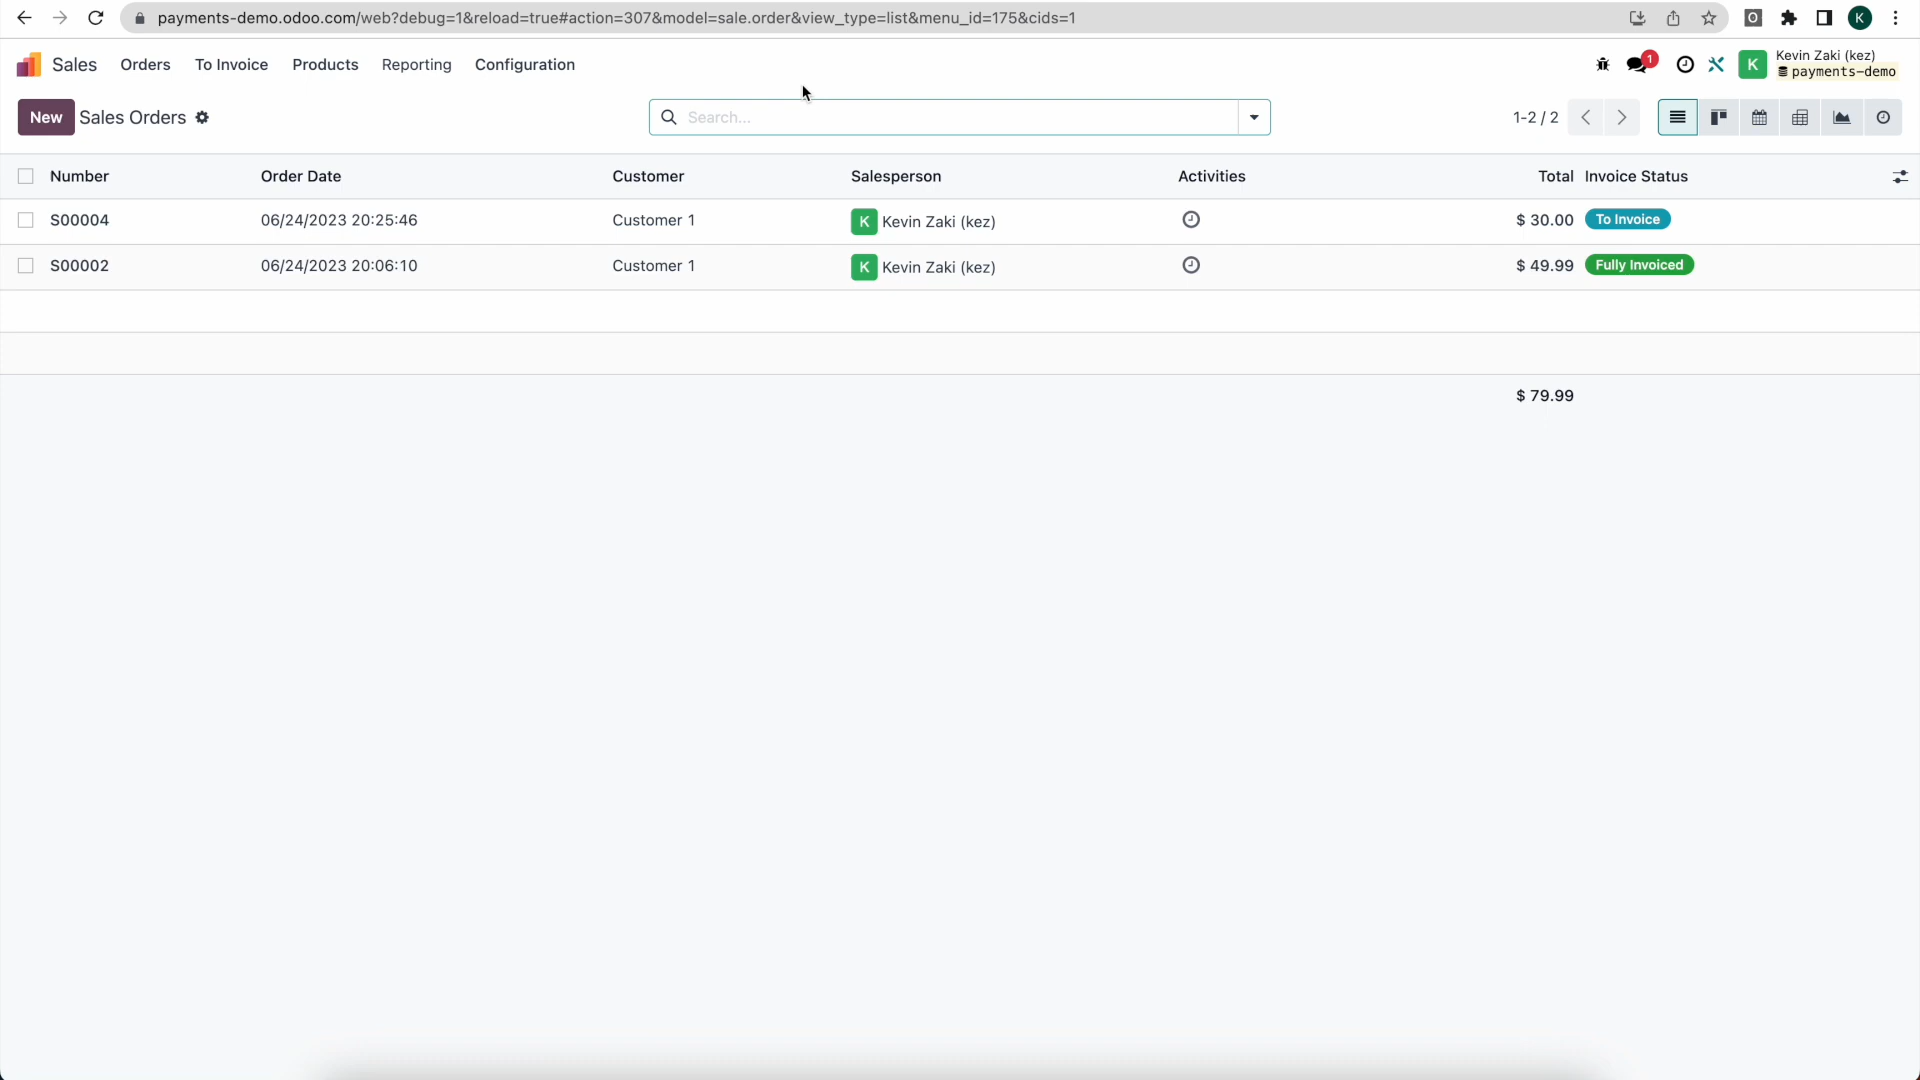 payments-demo.odoo.com/web?debug=1&reload=true#action=307&model=sale.order&view_type=list&menu_id=175&cids=1
O
K
Sales Orders To Invoice Products Reporting Configuration
1
K
Kevin Zaki (kez)
payments-demo
New Sales Orders
Search...
1-2 / 2
Number Order Date Customer Salesperson Activities Total Invoice Status
S00004 06/24/2023 20:25:46 Customer 1 K Kevin Zaki (kez) $ 30.00 To Invoice
S00002 06/24/2023 20:06:10 Customer 1 K Kevin Zaki (kez) $ 49.99 Fully Invoiced
$ 79.99